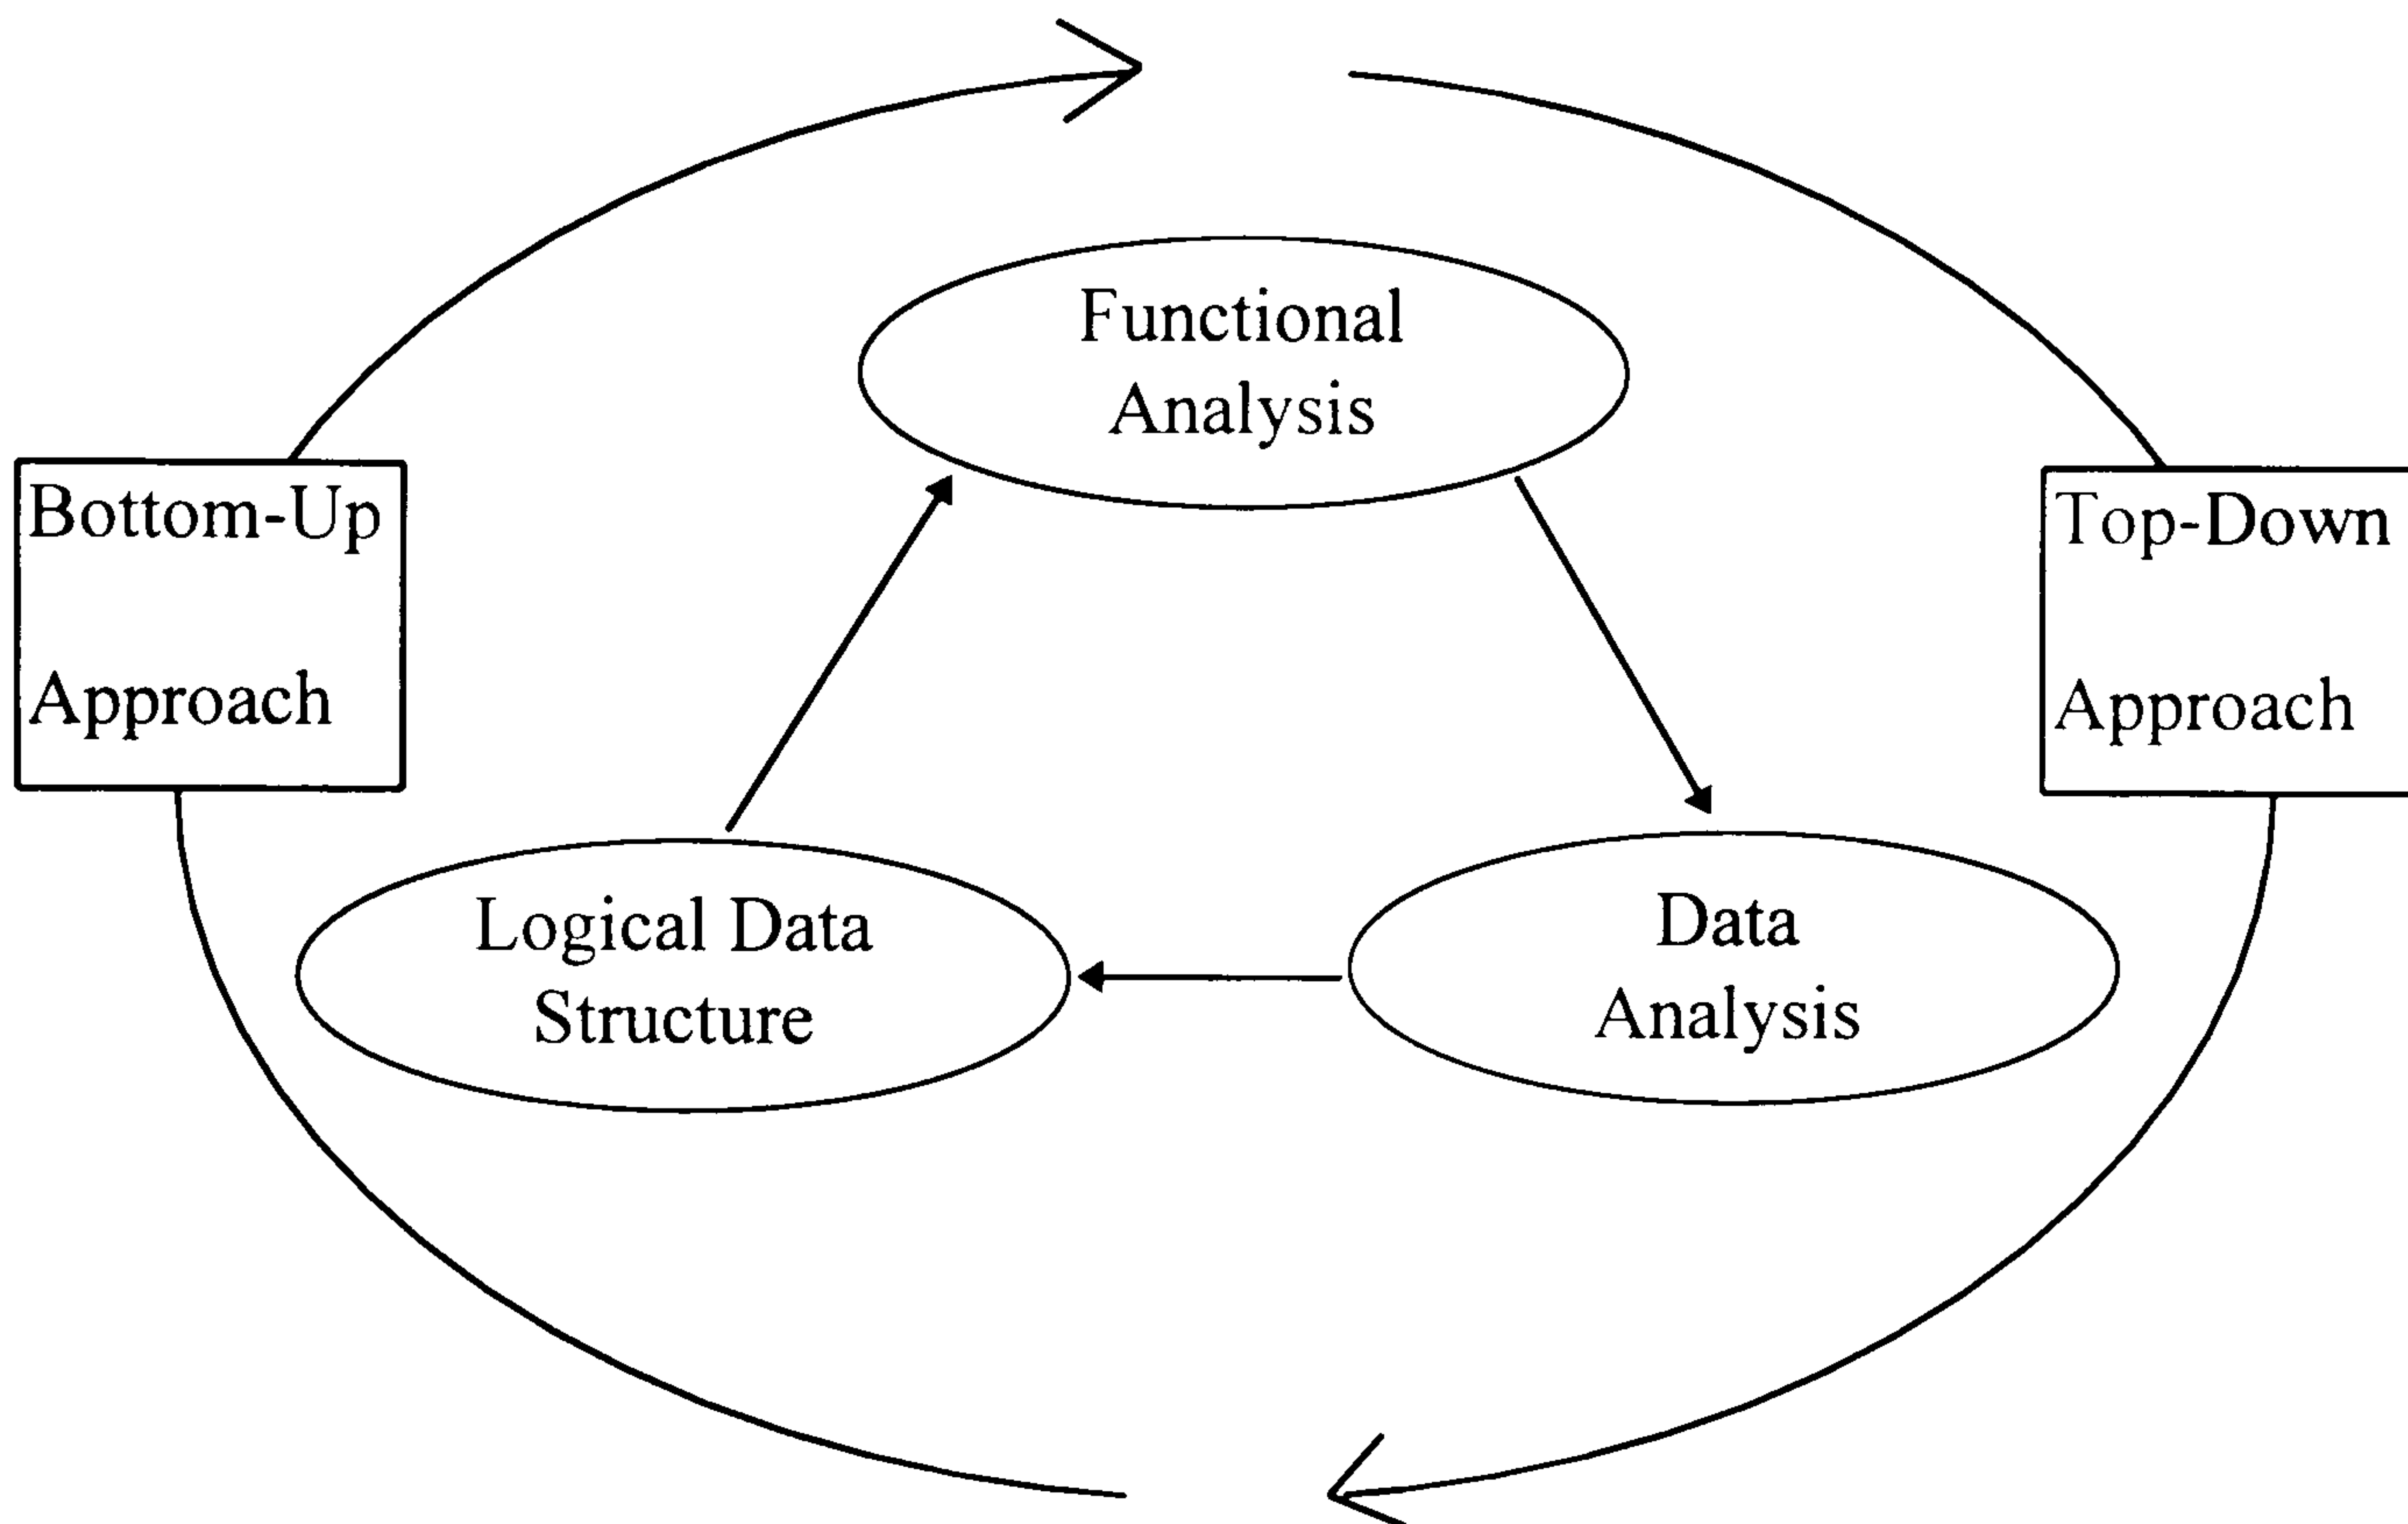 Functional
Analysis
Bottom-Up
Approach
Top-Down
Approach
Logical Data
Structure
Data
Analysis